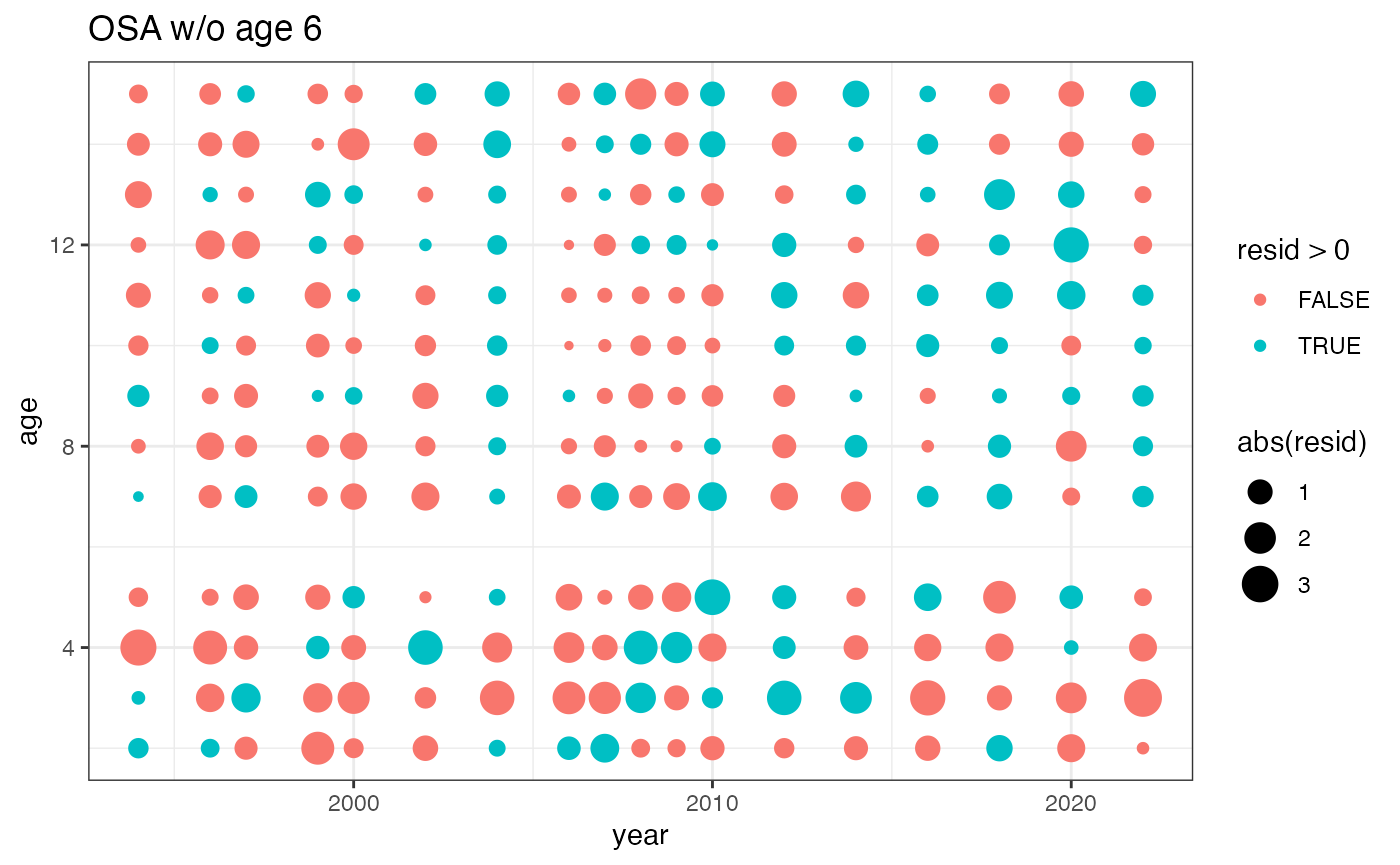 OSA w/o age 6
age
12
8
4
2000
2010
2020
year
resid > 0
FALSE
TRUE
abs(resid)
1
2
3